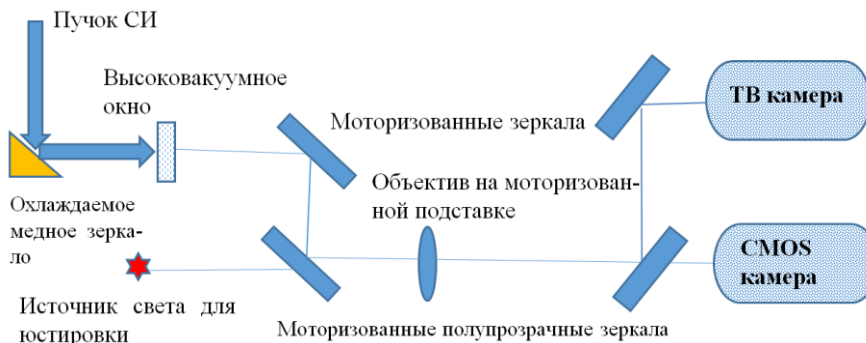 Пучок СИ
Высоковакуумное
окно
Моторизованные зеркала
ТВ камера
Объектив на моторизован-
ной подставке
Охлаждаемое
медное зерка-
ло
CMOS
камера
Источник света для
юстировки
Моторизованные полупрозрачные зеркала